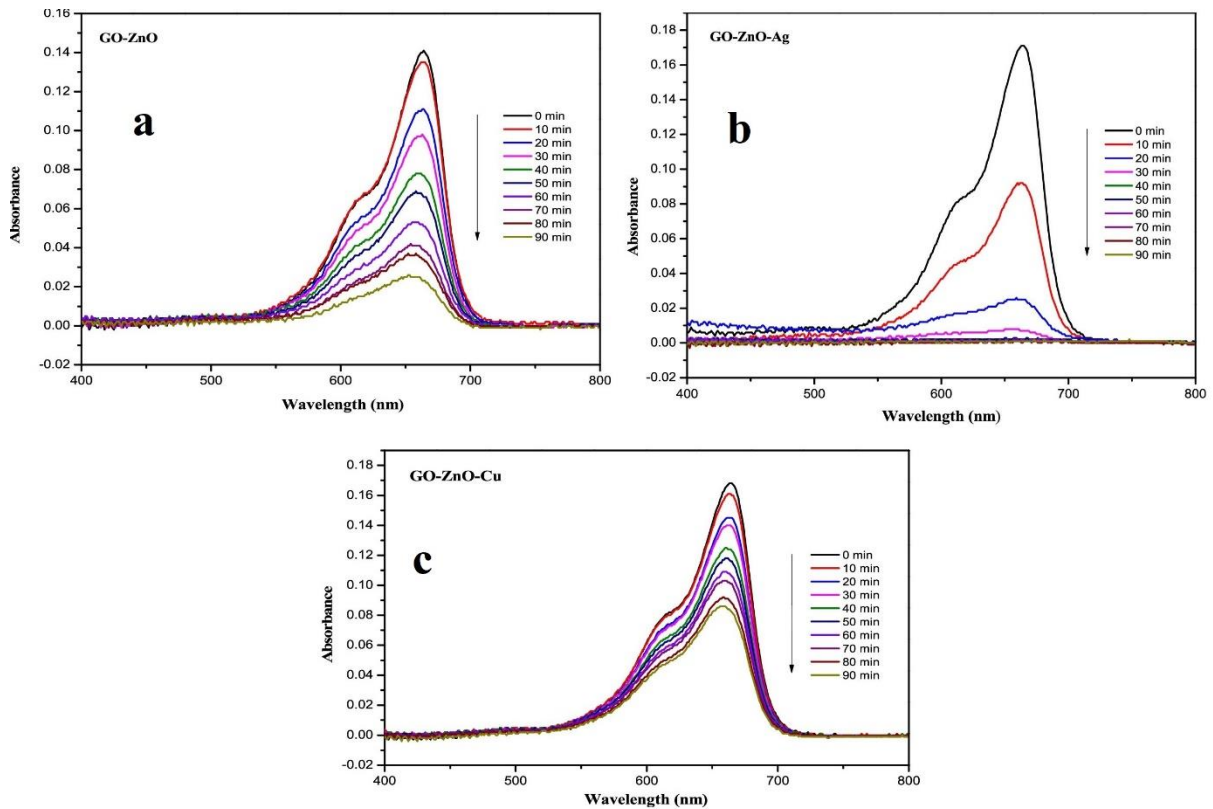 GO-ZnO
a
0.16
0.14
0.12
0.10
0.08
0.06
0.04
0.02
0.00
-0.02
Absorbance
400
500
600
700
800
Wavelength (nm)
0 min
10 min
20 min
30 min
40 min
50 min
60 min
70 min
80 min
90 min
GO-ZnO-Ag
b
0.18
0.16
0.14
0.12
0.10
0.08
0.06
0.04
0.02
0.00
-0.02
Absorbance
400
500
600
700
800
Wavelength (nm)
0 min
10 min
20 min
30 min
40 min
50 min
60 min
70 min
80 min
90 min
GO-ZnO-Cu
c
0.18
0.16
0.14
0.12
0.10
0.08
0.06
0.04
0.02
0.00
-0.02
Absorbance
400
500
600
700
800
Wavelength (nm)
0 min
10 min
20 min
30 min
40 min
50 min
60 min
70 min
80 min
90 min